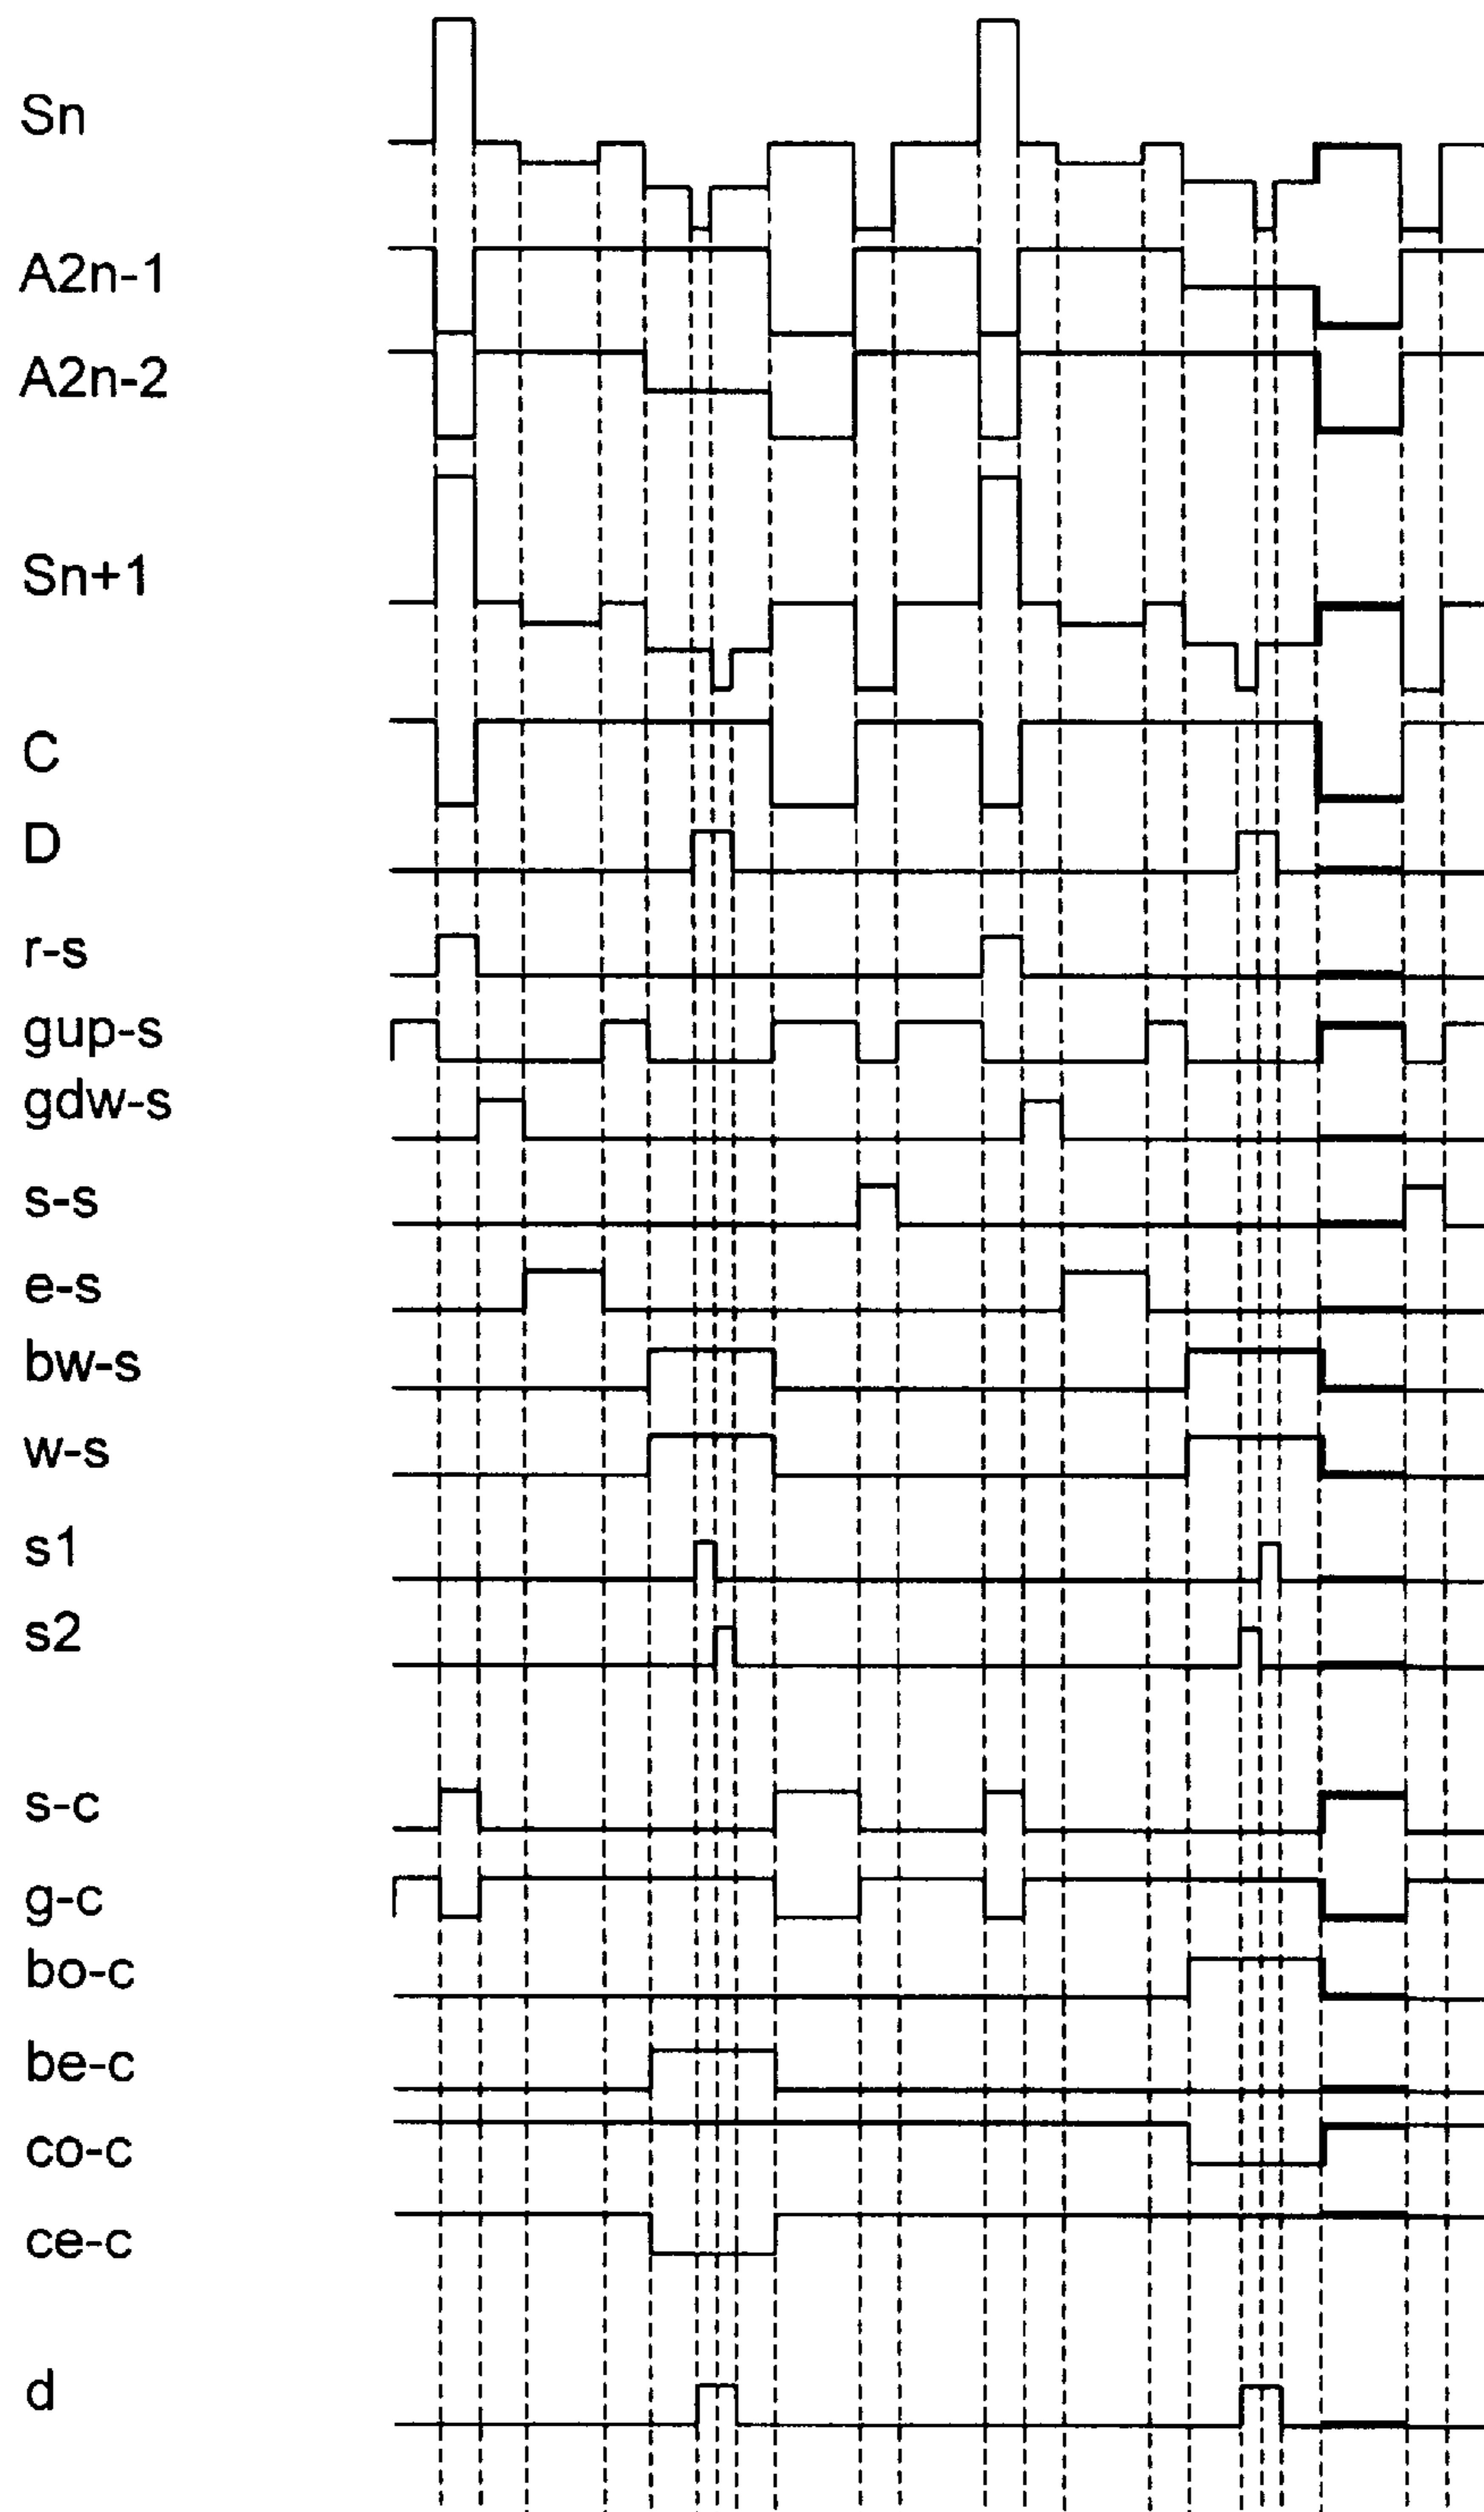 Sn
A2n-1
A2n-2
Sn+1
C
D
r-s
gup-s
gdw-s
s-s
e-s
bw-s
w-s
s1
s2
s-c
g-c
bo-c
be-c
co-c
ce-c
d